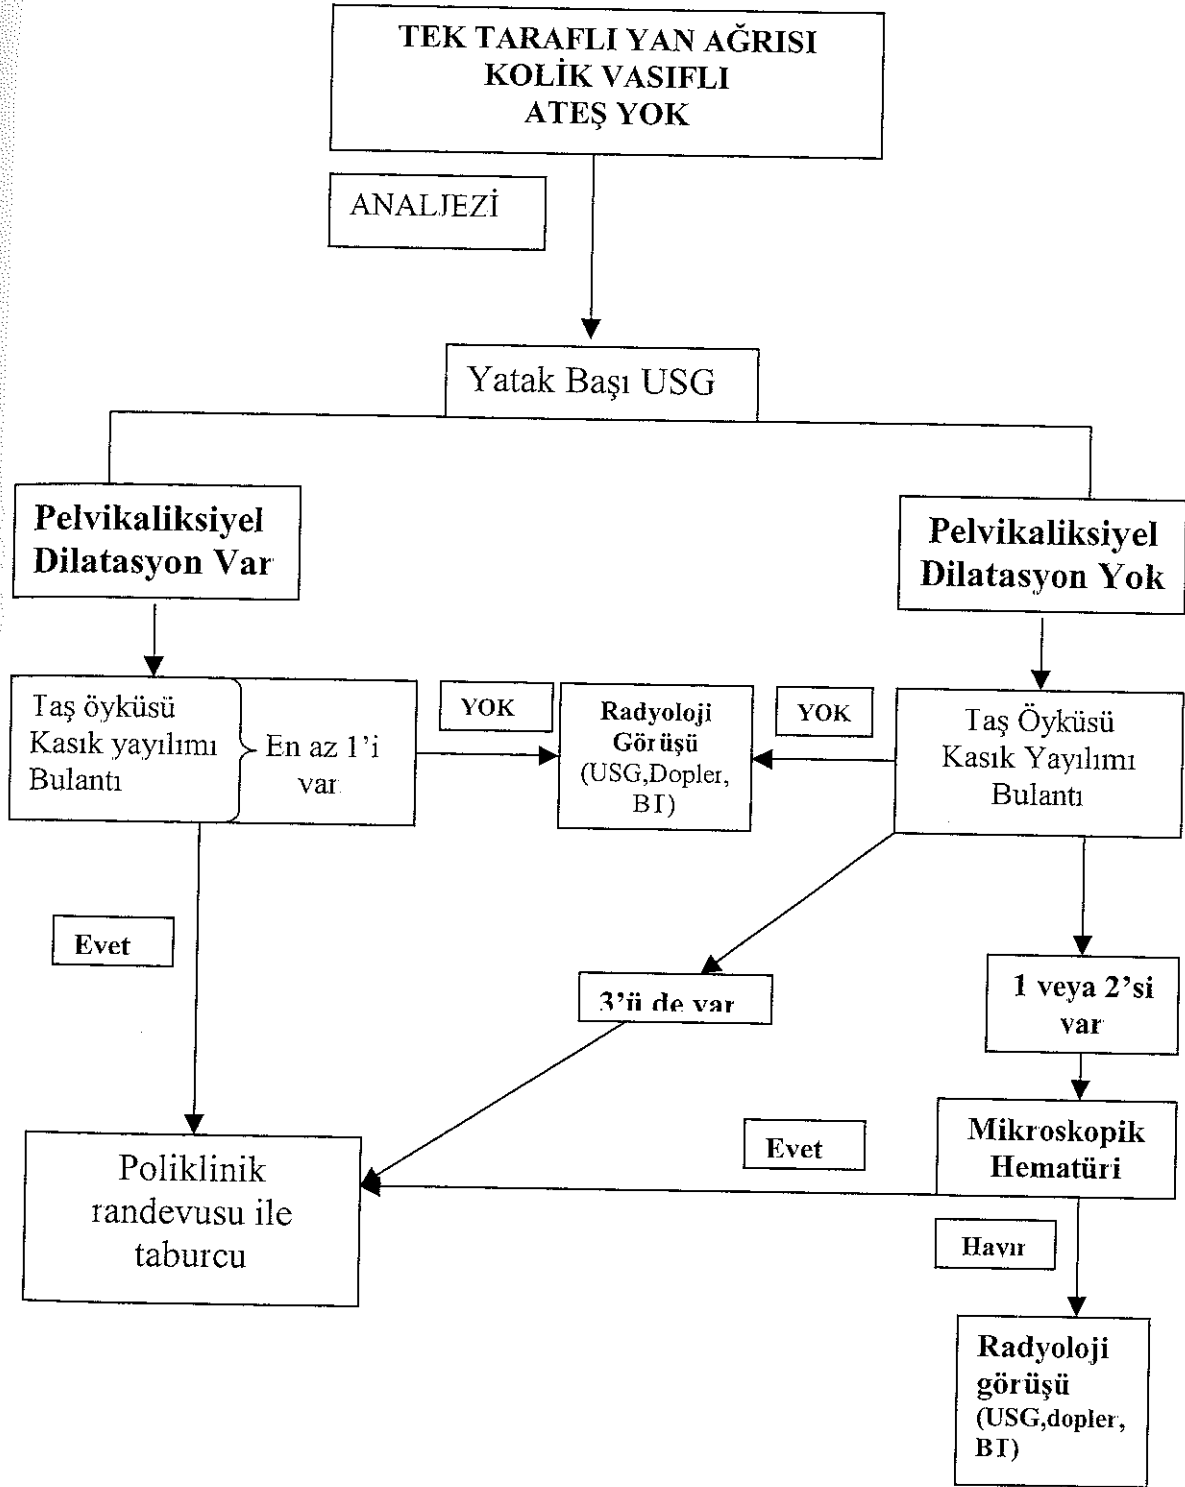 TEK TARAFLI YAN AĞRISI
KOLİK VASIFLI
ATEŞ YOK
ANALJEZİ
Yatak Başı USG
Pelvikaliksiyel
Dilatasyon Var
Pelvikaliksiyel
Dilatasyon Yok
Taş öyküsü
Kasık yayılımı
Bulantı
En az 1'i
var
YOK
Radyoloji
Görüşü
(USG,Dopler,
BT)
YOK
Taş Öyküsü
Kasık Yayılımı
Bulantı
Evet
3'ü de var
1 veya 2'si
var
Mikroskopik
Hematüri
Evet
Poliklinik
randevusu ile
taburcu
Hayır
Radyoloji
görüşü
(USG,dopler,
BT)